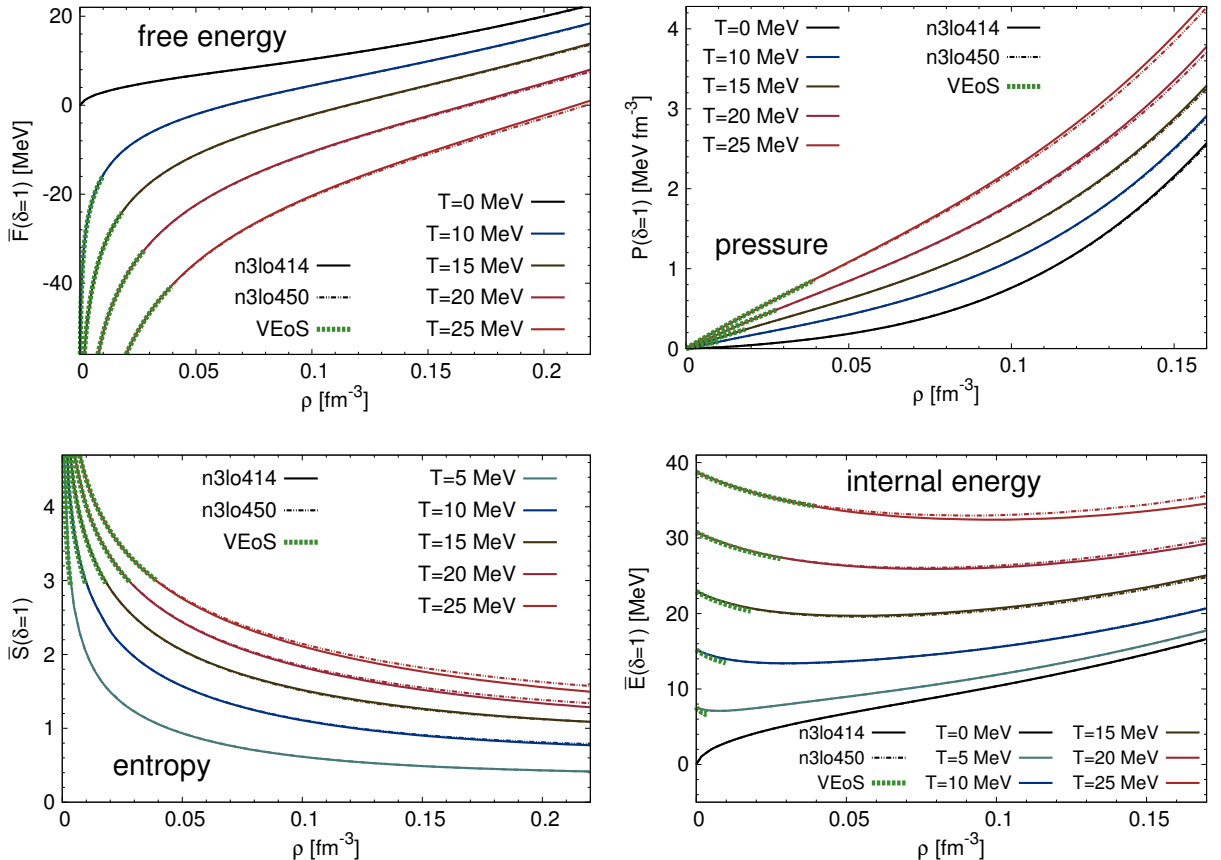 free energy
20
0
-20
-40
F̅(δ=1) [MeV]
n3lo414
n3lo450
VEoS
T=0 MeV
T=10 MeV
T=15 MeV
T=20 MeV
T=25 MeV
0 0.05 0.1 0.15 0.2
ρ [fm-3]
T=0 MeV
T=10 MeV
T=15 MeV
T=20 MeV
T=25 MeV
n3lo414
n3lo450
VEoS
pressure
4
3
2
1
0
P(δ=1) [MeV fm-3]
0 0.05 0.1 0.15
ρ [fm-3]
n3lo414
n3lo450
VEoS
T=5 MeV
T=10 MeV
T=15 MeV
T=20 MeV
T=25 MeV
entropy
4
3
2
1
0
S̅(δ=1)
0 0.05 0.1 0.15 0.2
ρ [fm-3]
internal energy
40
30
20
10
0
E̅(δ=1) [MeV]
n3lo414 T=0 MeV T=15 MeV
n3lo450 T=5 MeV T=20 MeV
VEoS T=10 MeV T=25 MeV
0 0.05 0.1 0.15
ρ [fm-3]